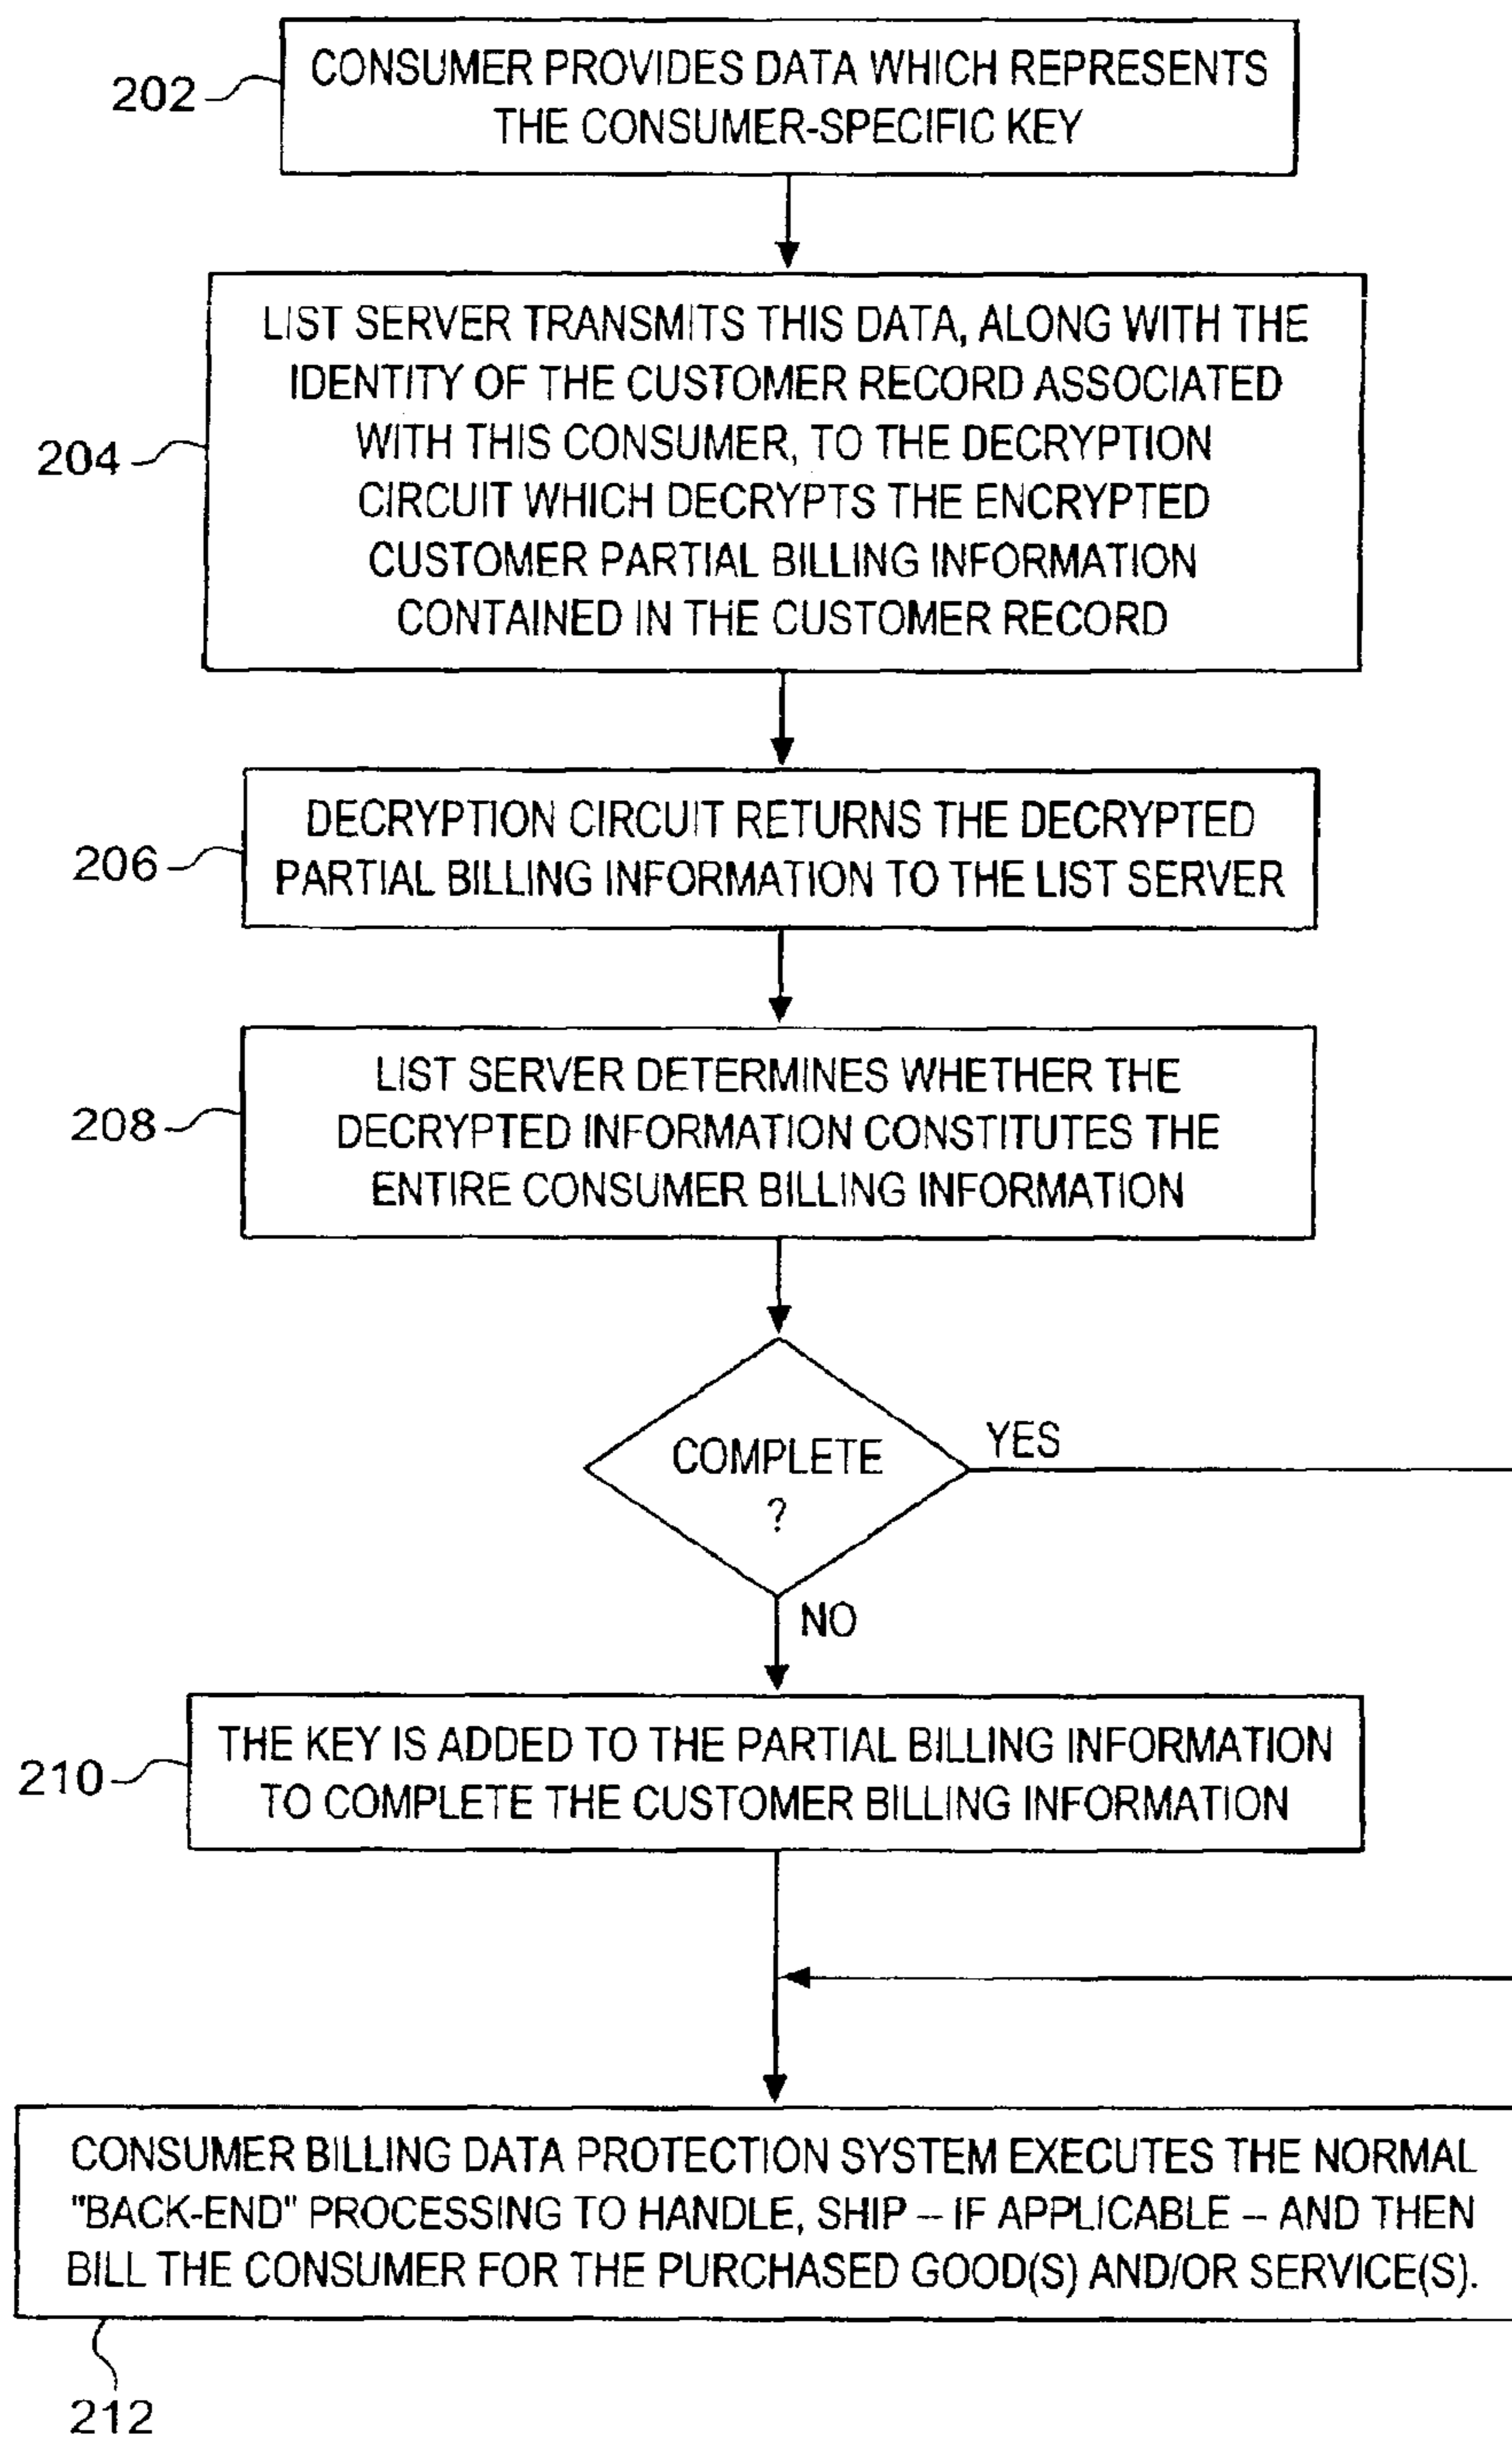 202
CONSUMER PROVIDES DATA WHICH REPRESENTS
THE CONSUMER-SPECIFIC KEY
204
LIST SERVER TRANSMITS THIS DATA, ALONG WITH THE
IDENTITY OF THE CUSTOMER RECORD ASSOCIATED
WITH THIS CONSUMER, TO THE DECRYPTION
CIRCUIT WHICH DECRYPTS THE ENCRYPTED
CUSTOMER PARTIAL BILLING INFORMATION
CONTAINED IN THE CUSTOMER RECORD
206
DECRYPTION CIRCUIT RETURNS THE DECRYPTED
PARTIAL BILLING INFORMATION TO THE LIST SERVER
208
LIST SERVER DETERMINES WHETHER THE
DECRYPTED INFORMATION CONSTITUTES THE
ENTIRE CONSUMER BILLING INFORMATION
COMPLETE
?
YES
NO
210
THE KEY IS ADDED TO THE PARTIAL BILLING INFORMATION
TO COMPLETE THE CUSTOMER BILLING INFORMATION
CONSUMER BILLING DATA PROTECTION SYSTEM EXECUTES THE NORMAL
"BACK-END" PROCESSING TO HANDLE, SHIP – IF APPLICABLE – AND THEN
BILL THE CONSUMER FOR THE PURCHASED GOOD(S) AND/OR SERVICE(S).
212